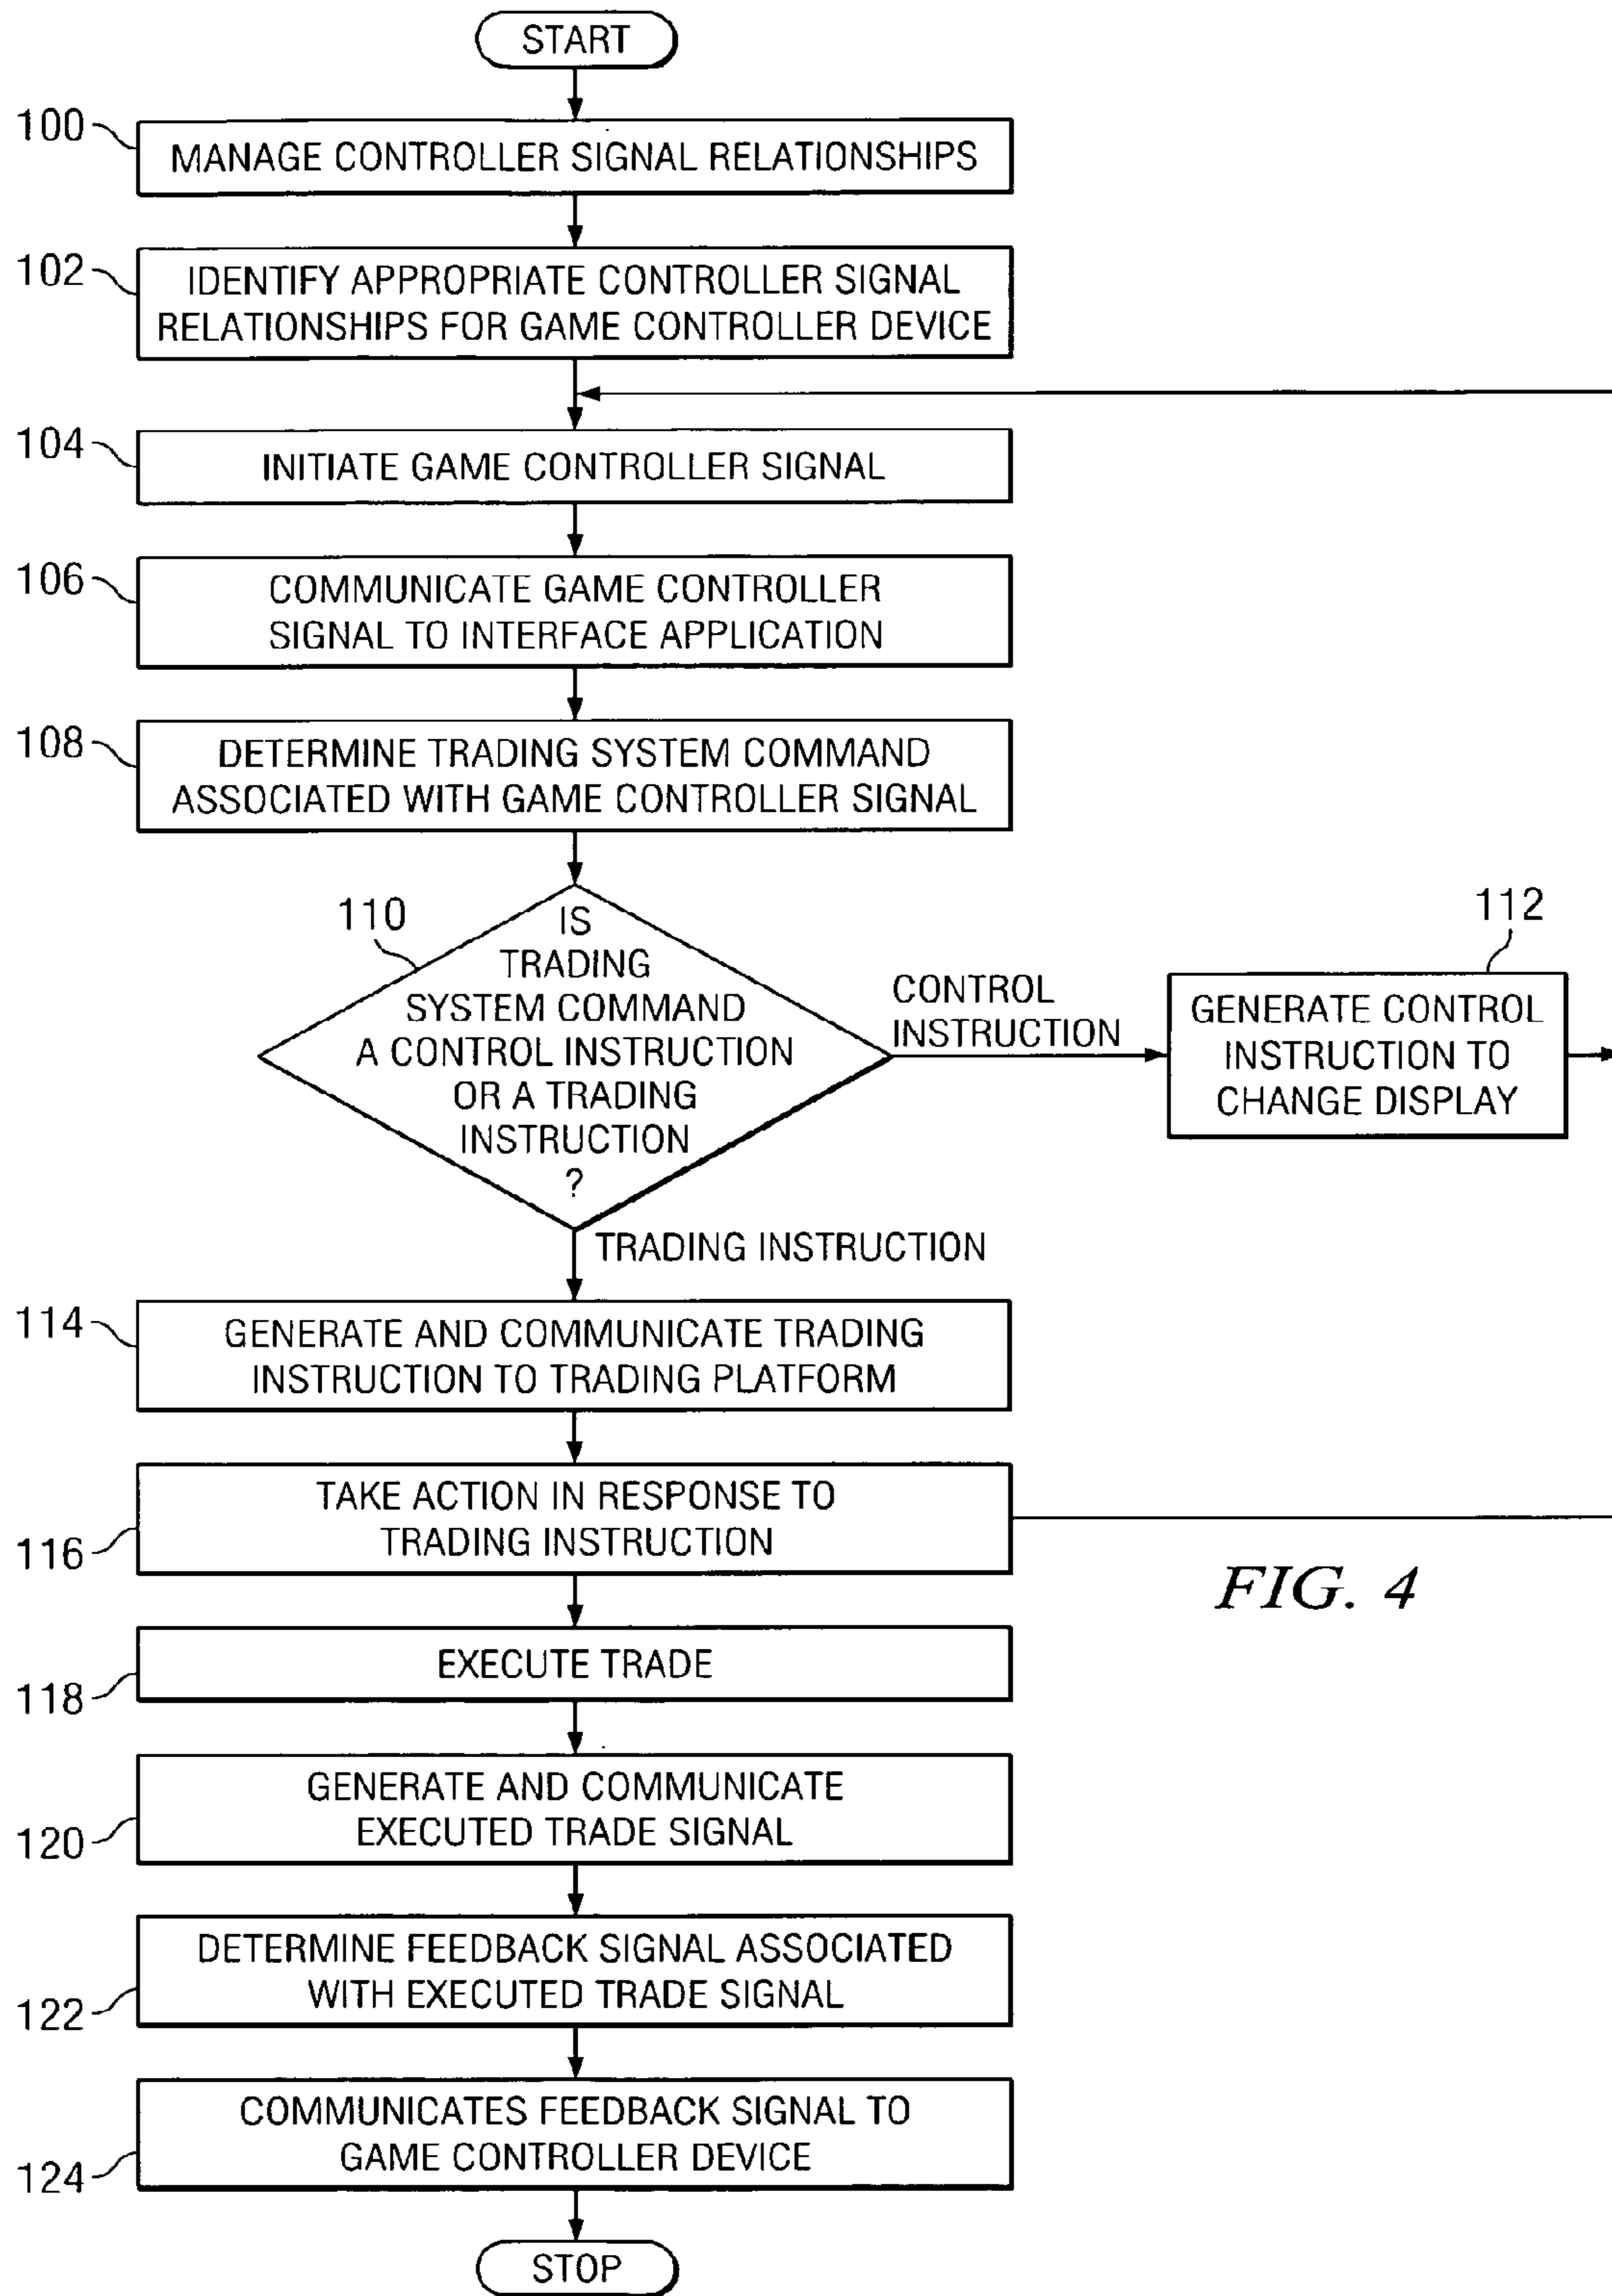 START
100
MANAGE CONTROLLER SIGNAL RELATIONSHIPS
102
IDENTIFY APPROPRIATE CONTROLLER SIGNAL
RELATIONSHIPS FOR GAME CONTROLLER DEVICE
104
INITIATE GAME CONTROLLER SIGNAL
106
COMMUNICATE GAME CONTROLLER
SIGNAL TO INTERFACE APPLICATION
108
DETERMINE TRADING SYSTEM COMMAND
ASSOCIATED WITH GAME CONTROLLER SIGNAL
110
IS
TRADING
SYSTEM COMMAND
A CONTROL INSTRUCTION
OR A TRADING
INSTRUCTION
?
CONTROL
INSTRUCTION
112
GENERATE CONTROL
INSTRUCTION TO
CHANGE DISPLAY
TRADING INSTRUCTION
114
GENERATE AND COMMUNICATE TRADING
INSTRUCTION TO TRADING PLATFORM
116
TAKE ACTION IN RESPONSE TO
TRADING INSTRUCTION
FIG. 4
118
EXECUTE TRADE
120
GENERATE AND COMMUNICATE
EXECUTED TRADE SIGNAL
122
DETERMINE FEEDBACK SIGNAL ASSOCIATED
WITH EXECUTED TRADE SIGNAL
124
COMMUNICATES FEEDBACK SIGNAL TO
GAME CONTROLLER DEVICE
STOP